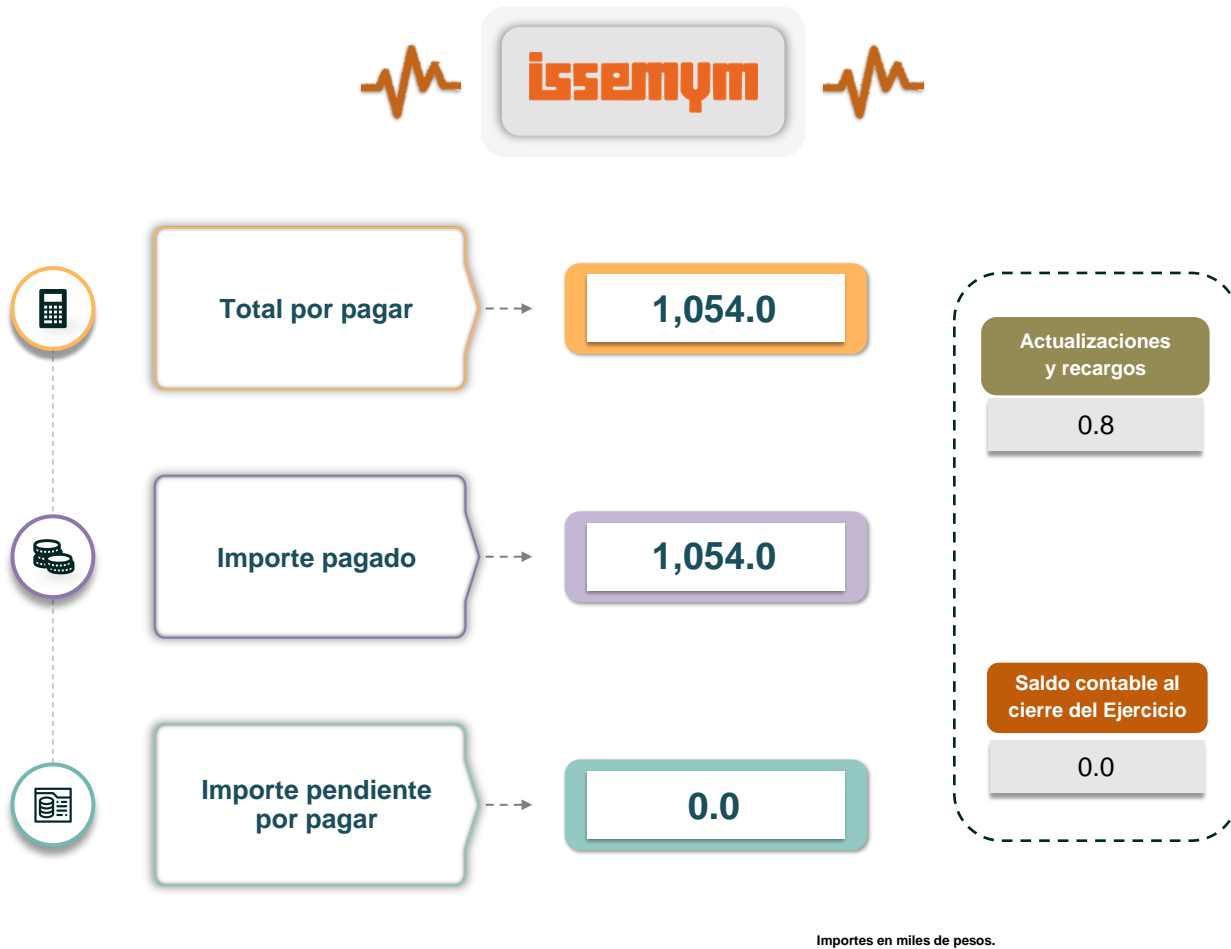 issemym
Total por pagar
1,054.0
Actualizaciones
y recargos
0.8
Importe pagado
1,054.0
Saldo contable al
cierre del Ejercicio
0.0
Importe pendiente
por pagar
0.0
Importes en miles de pesos.